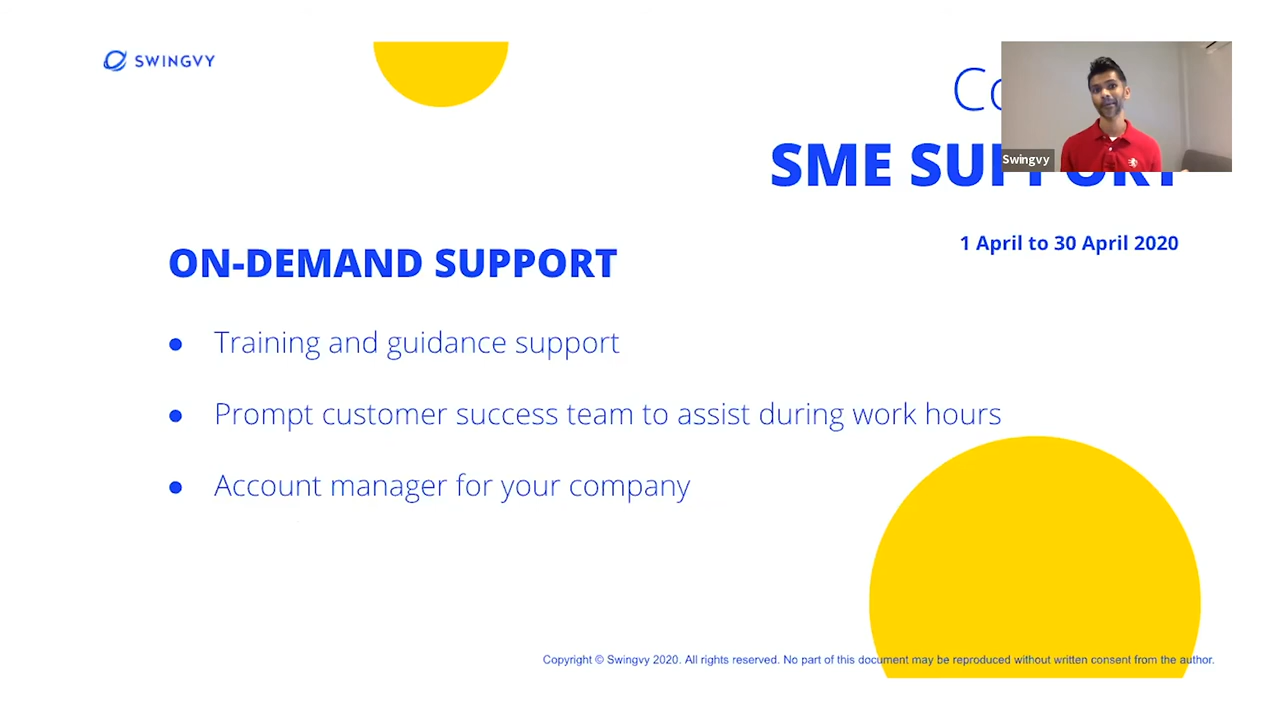 SWINGVY
SME
Swingvy
1 April to 30 April 2020
ON-DEMAND SUPPORT
● Training and guidance support
● Prompt customer success team to assist during work hours
● Account manager for your company
Copyright © Swingvy 2020. All rights reserved. No part of this document may be reproduced without written consent from the author.